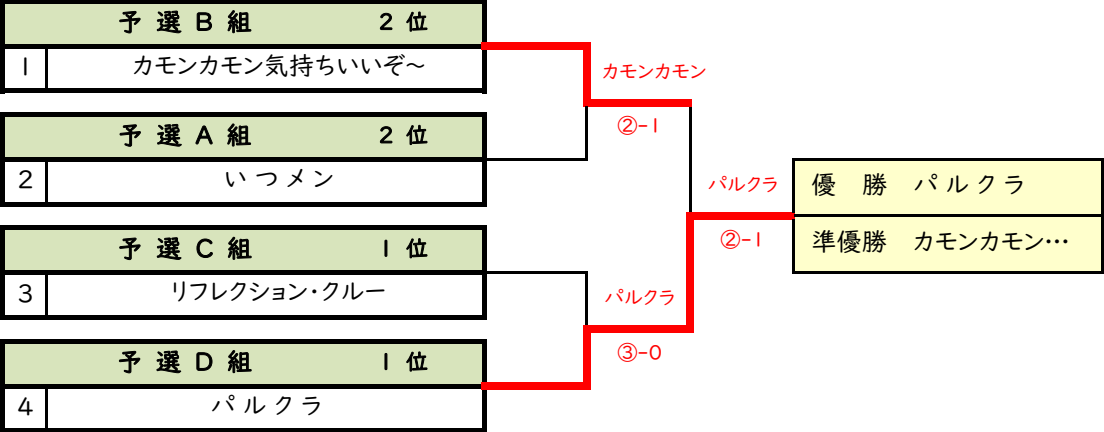 予選B組 2位
1 カモンカモン気持ちいいぞ～
予選A組 2位
2 いつメン
予選C組 1位
3 リフレクション・クルー
予選D組 1位
4 パルクラ
カモンカモン
②-1
パルクラ
③-0
パルクラ
②-1
優　勝　パルクラ
準優勝　カモンカモン…